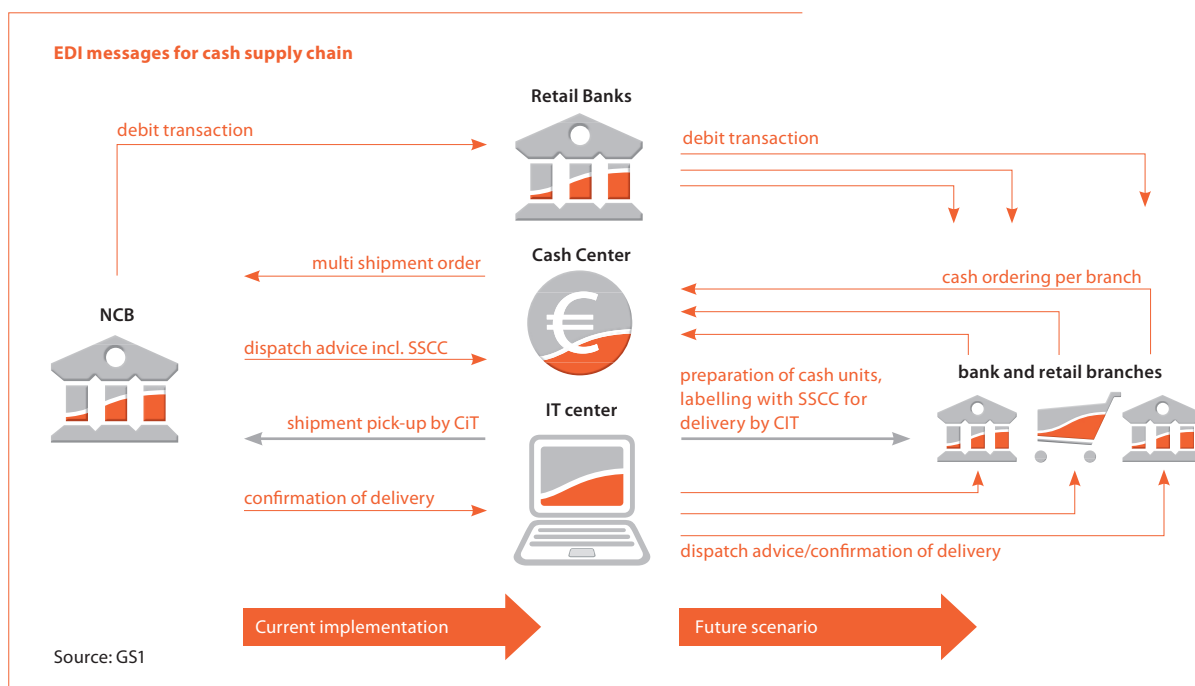 EDI messages for cash supply chain
Retail Banks
debit transaction
debit transaction
Cash Center
multi shipment order
cash ordering per branch
NCB
dispatch advice incl. SSCC
bank and retail branches
preparation of cash units,
labelling with SSCC for
delivery by CIT
IT center
shipment pick-up by CiT
confirmation of delivery
dispatch advice/confirmation of delivery
Current implementation
Future scenario
Source: GS1